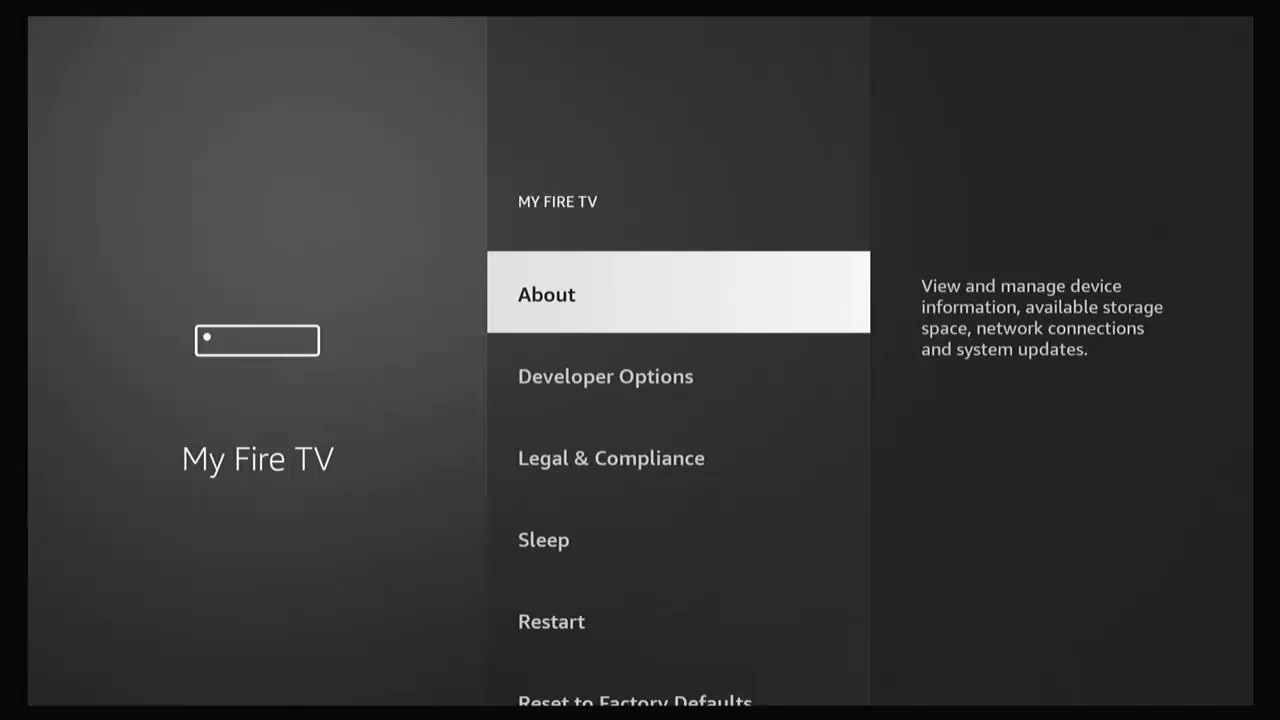 MY FIRE TV
About
View and manage device
information, available storage
space, network connections
and system updates.
Developer Options
My Fire TV
Legal & Compliance
Sleep
Restart
Reset to Factory Defaults